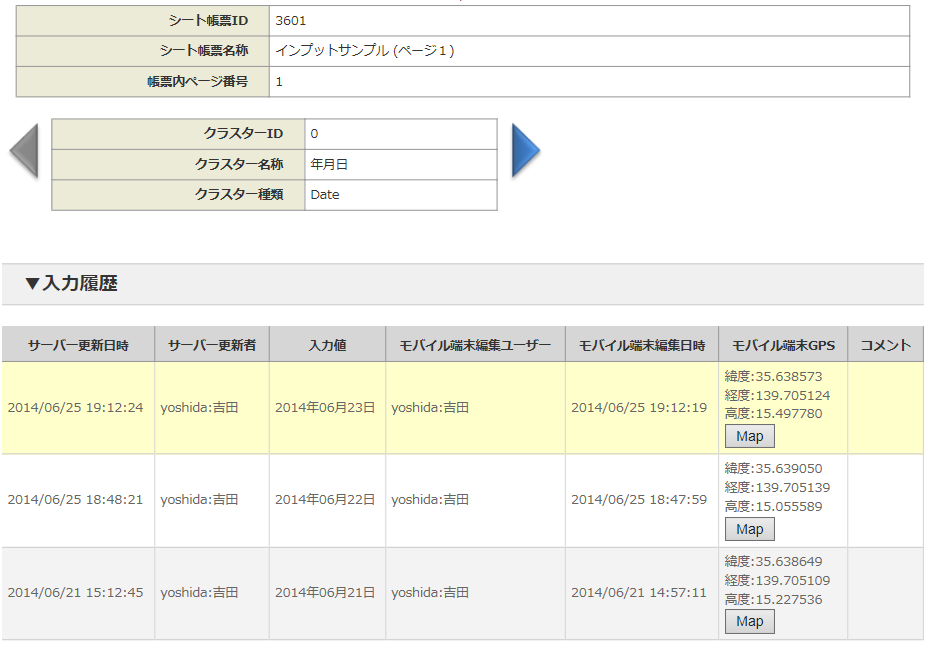 シート帳票ID 3601
シート帳票名称 インプットサンプル (ページ１)
帳票内ページ番号 1
クラスターID 0
クラスター名称 年月日
クラスター種類 Date
▼入力履歴
サーバー更新日時 サーバー更新者 入力値 モバイル端末編集ユーザー モバイル端末編集日時 モバイル端末GPS コメント
2014/06/25 19:12:24 yoshida:吉田 2014年06月23日 yoshida:吉田 2014/06/25 19:12:19
緯度:35.638573
経度:139.705124
高度:15.497780
Map
2014/06/25 18:48:21 yoshida:吉田 2014年06月22日 yoshida:吉田 2014/06/25 18:47:59
緯度:35.639050
経度:139.705139
高度:15.055589
Map
2014/06/21 15:12:45 yoshida:吉田 2014年06月21日 yoshida:吉田 2014/06/21 14:57:11
緯度:35.638649
経度:139.705109
高度:15.227536
Map